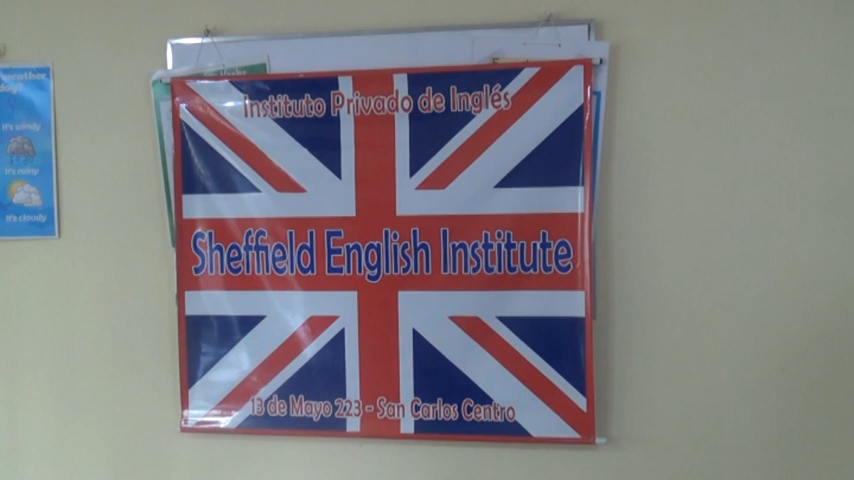 Instituto Privado de Inglés
Sheffield English Institute
13 de Mayo 223 - San Carlos Centro
weather
It's windy
It's rainy
It's cloudy